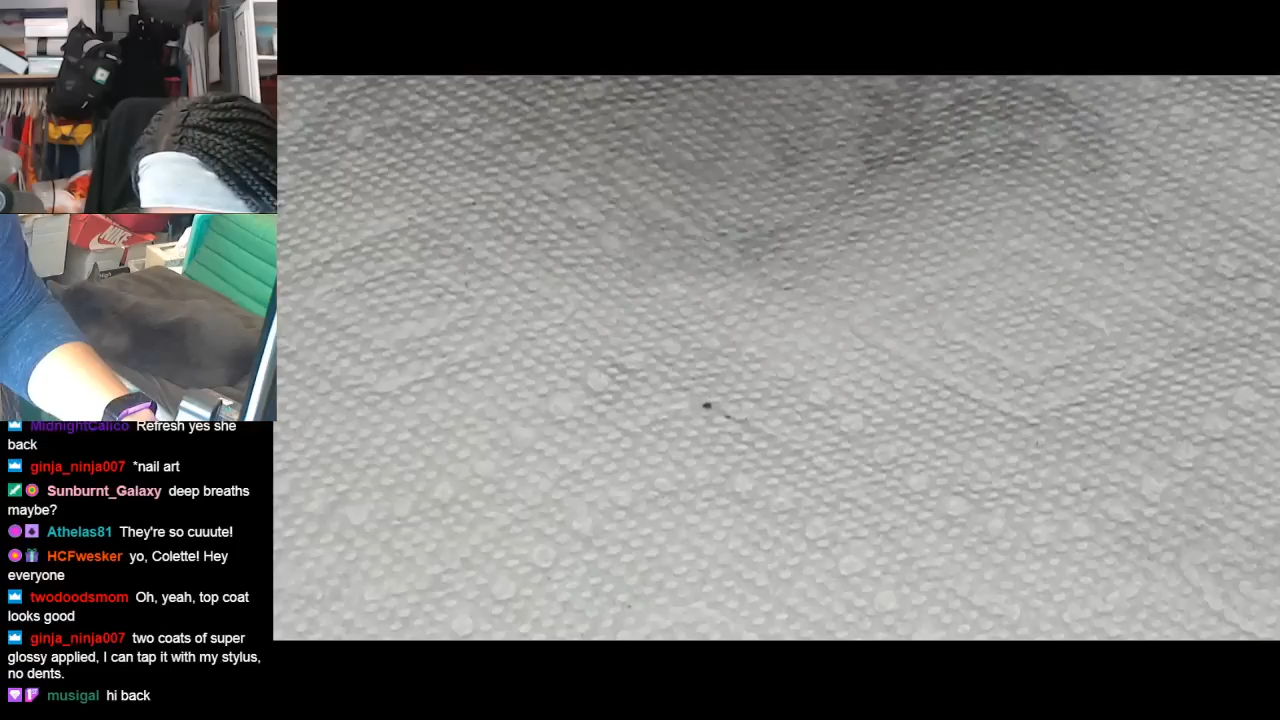 MidnightCalico Refresh yes she
back
ginja_ninja007 *nail art
Sunburnt_Galaxy deep breaths
maybe?
Athelas81 They're so cuuute!
HCFwesker yo, Colette! Hey
everyone
twodoodsmom Oh, yeah, top coat
looks good
ginja_ninja007 two coats of super
glossy applied, I can tap it with my stylus,
no dents.
musigal hi back
NIKE